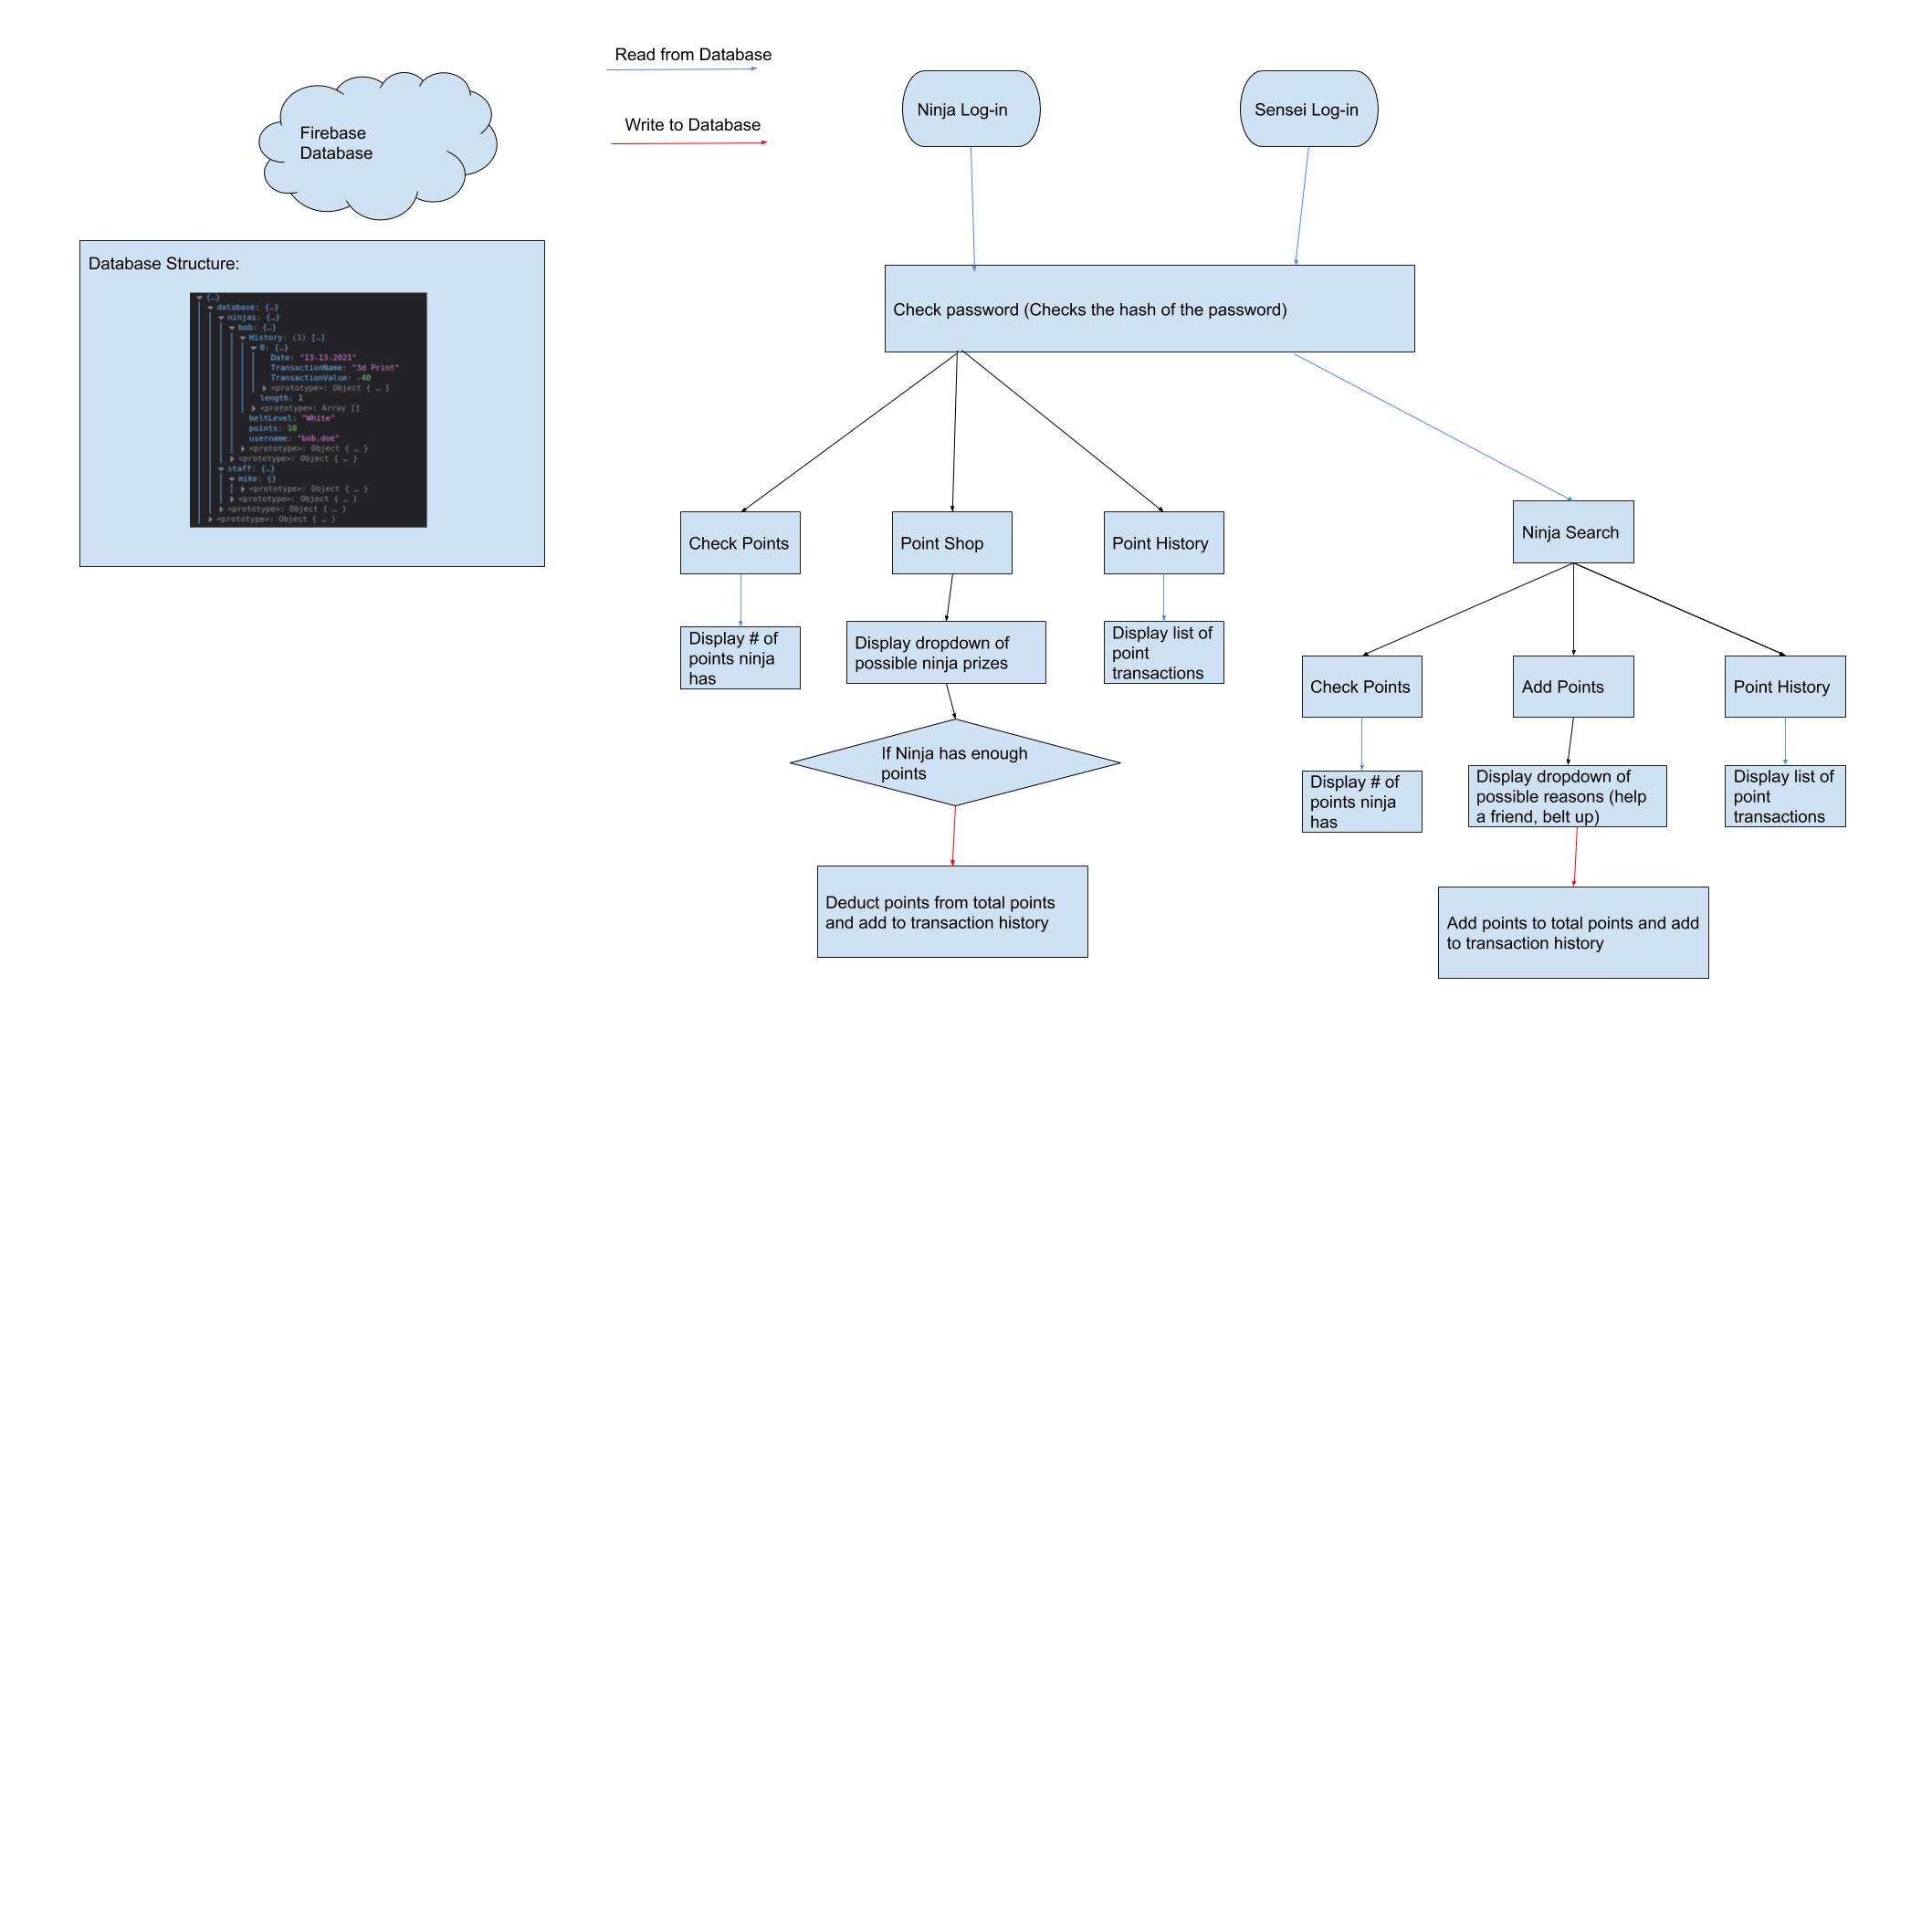 Read from Database
Write to Database
Firebase
Database
Ninja Log-in
Sensei Log-in
Database Structure:
{…}
database: {…}
ninjas: {…}
bob: {…}
History: (1) […]
0: {…}
Date: "13-13-2021"
TransactionName: "3d Print"
TransactionValue: -40
<prototype>: Object { … }
length: 1
<prototype>: Array []
beltLevel: "White"
points: 10
username: "bob.doe"
<prototype>: Object { … }
<prototype>: Object { … }
staff: {…}
mike: {}
<prototype>: Object { … }
<prototype>: Object { … }
<prototype>: Object { … }
<prototype>: Object { … }
Check password (Checks the hash of the password)
Check Points
Point Shop
Point History
Ninja Search
Display # of
points ninja
has
Display dropdown of
possible ninja prizes
Display list of
point
transactions
If Ninja has enough
points
Deduct points from total points
and add to transaction history
Check Points
Add Points
Point History
Display # of
points ninja
has
Display dropdown of
possible reasons (help
a friend, belt up)
Display list of
point
transactions
Add points to total points and add
to transaction history